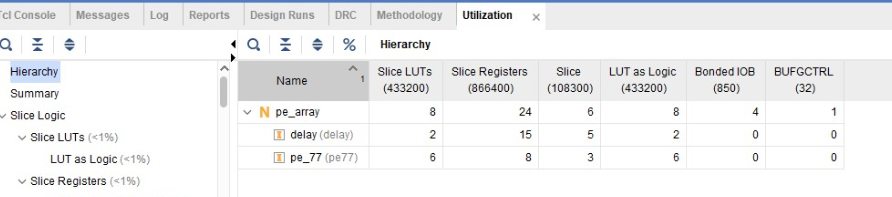 Tcl Console Messages Log Reports Design Runs DRC Methodology Utilization
% Hierarchy
Hierarchy
Summary
Slice Logic
Slice LUTs (<1%)
LUT as Logic (<1%)
Slice Registers (<1%)
Name 1 Slice LUTs (433200) Slice Registers (866400) Slice (108300) LUT as Logic (433200) Bonded IOB (850) BUFGCTRL (32)
N pe_array 8 24 6 8 4 1
I delay (delay) 2 15 5 2 0 0
I pe_77 (pe77) 6 8 3 6 0 0